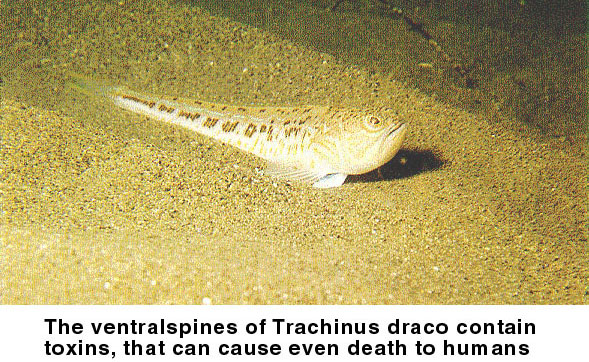 The ventralspines of Trachinus draco contain
toxins, that can cause even death to humans